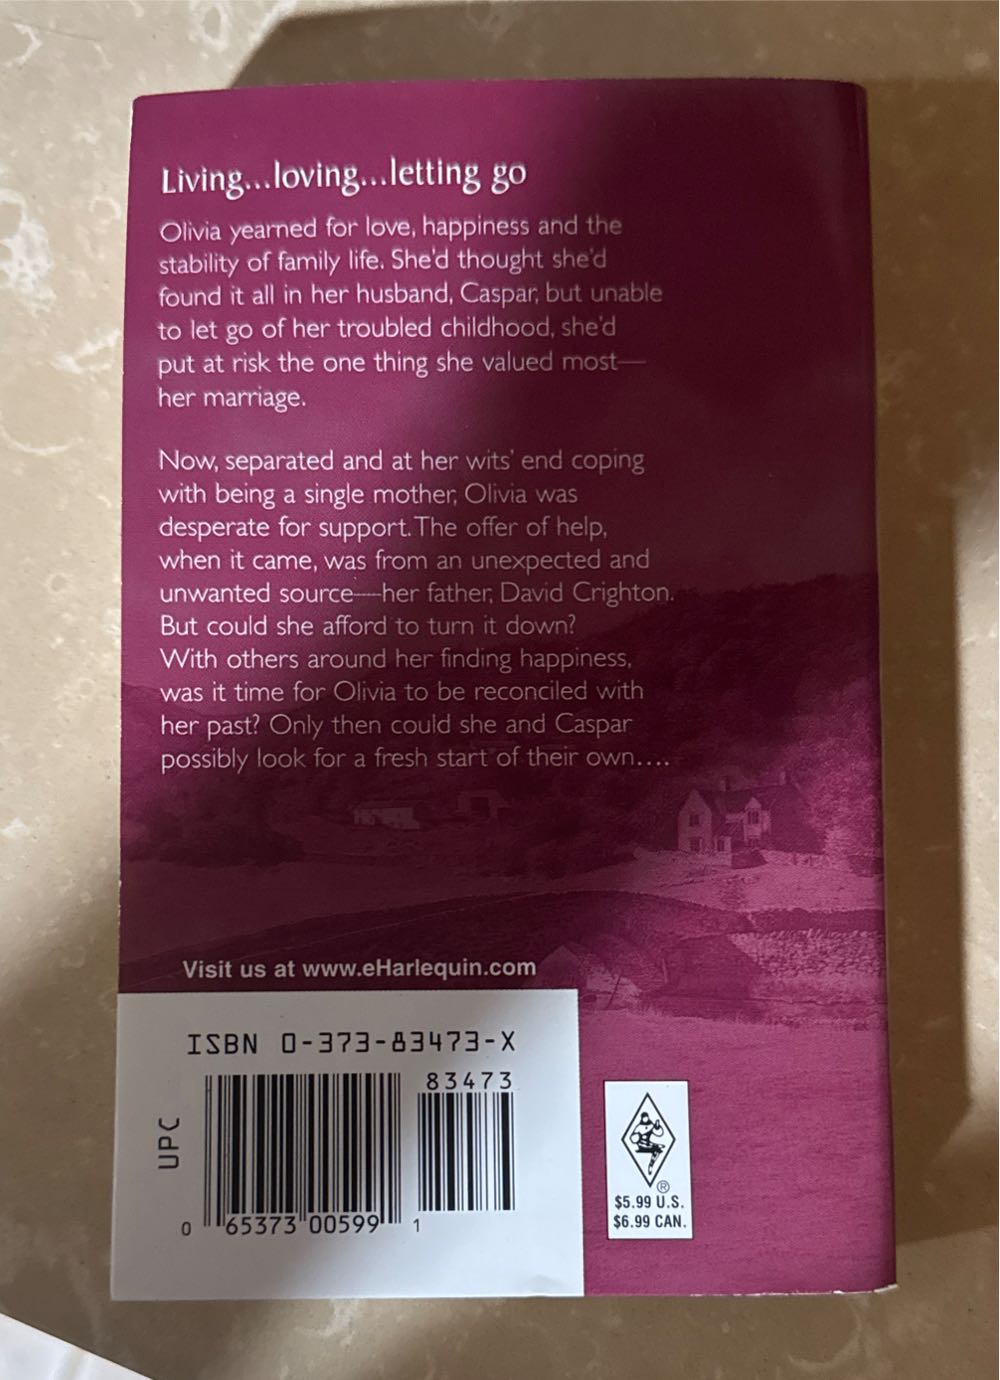 Living...loving...letting go
Olivia yearned for love, happiness and the
stability of family life. She'd thought she'd
found it all in her husband, Caspar, but unable
to let go of her troubled childhood, she'd
put at risk the one thing she valued most—
her marriage.
Now, separated and at her wits' end coping
with being a single mother, Olivia was
desperate for support. The offer of help,
when it came, was from an unexpected and
unwanted source—her father, David Crighton.
But could she afford to turn it down?
With others around her finding happiness,
was it time for Olivia to be reconciled with
her past? Only then could she and Caspar
possibly look for a fresh start of their own....
Visit us at www.eHarlequin.com
ISBN 0-373-83473-X
83473
UPC
0 65373 00599 1
®
$5.99 U.S.
$6.99 CAN.